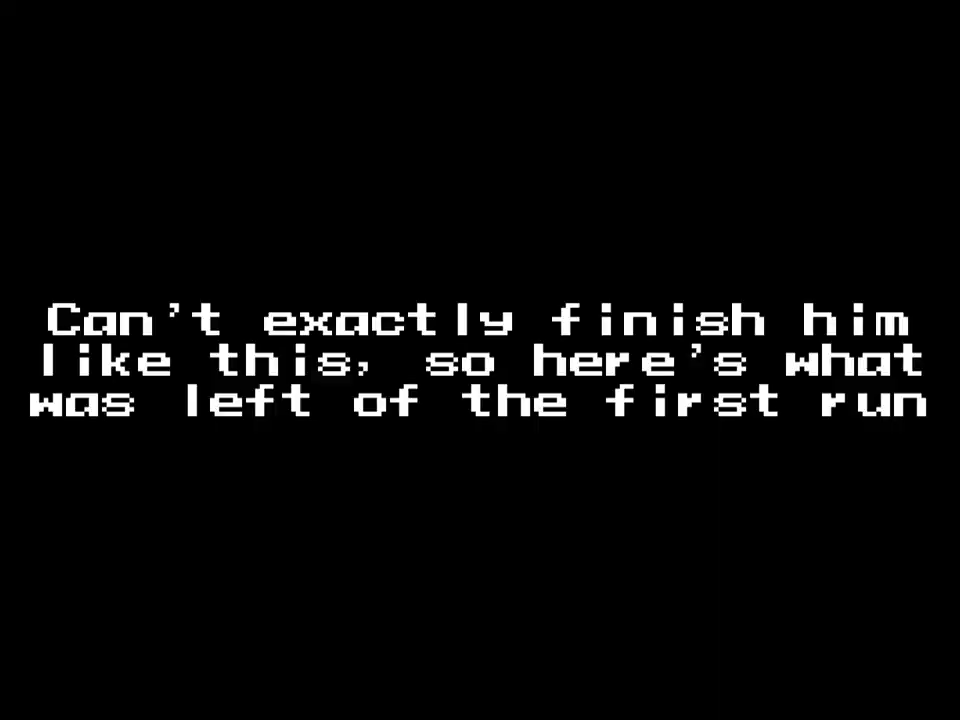 Can't exactly finish him
like this, so here's what
was left of the first run